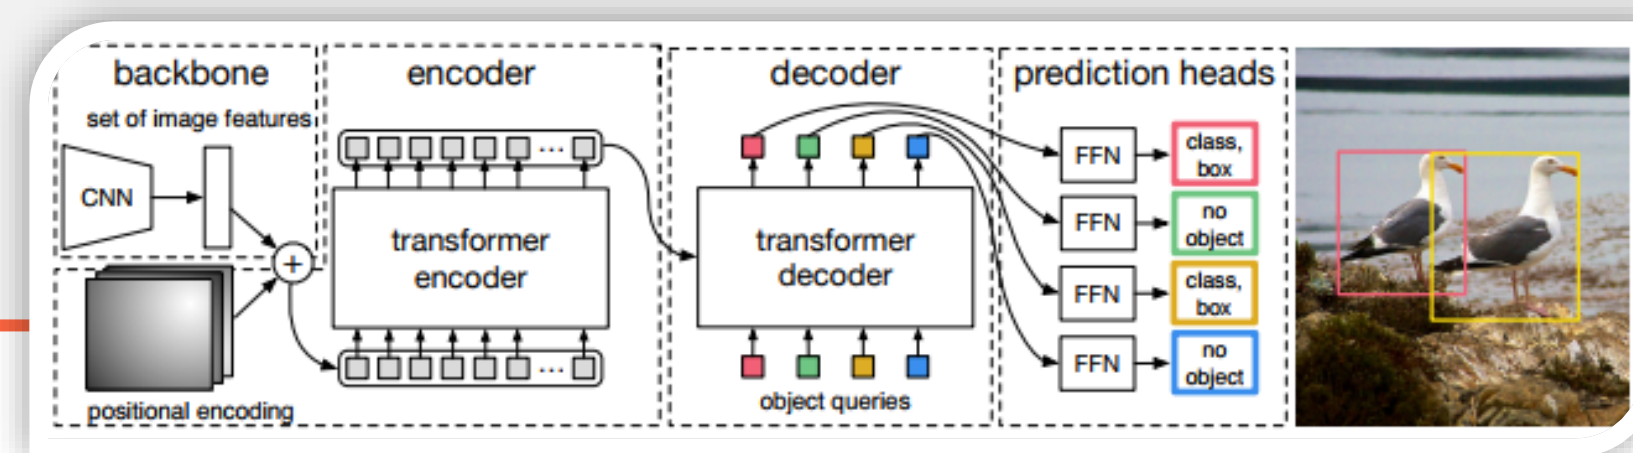 backbone
set of image features
CNN
+
positional encoding
encoder
...
transformer
encoder
...
decoder
transformer
decoder
object queries
prediction heads
FFN
class,
box
FFN
no
object
FFN
class,
box
FFN
no
object